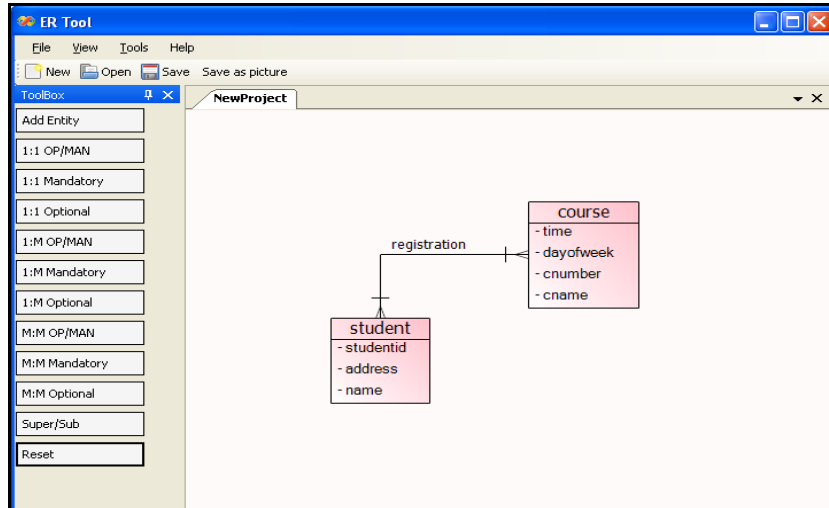 ER Tool
File View Tools Help
New Open Save Save as picture
ToolBox
NewProject
Add Entity
1:1 OP/MAN
1:1 Mandatory
1:1 Optional
1:M OP/MAN
1:M Mandatory
1:M Optional
M:M OP/MAN
M:M Mandatory
M:M Optional
Super/Sub
Reset
course
- time
- dayofweek
- cnumber
- cname
registration
student
- studentid
- address
- name